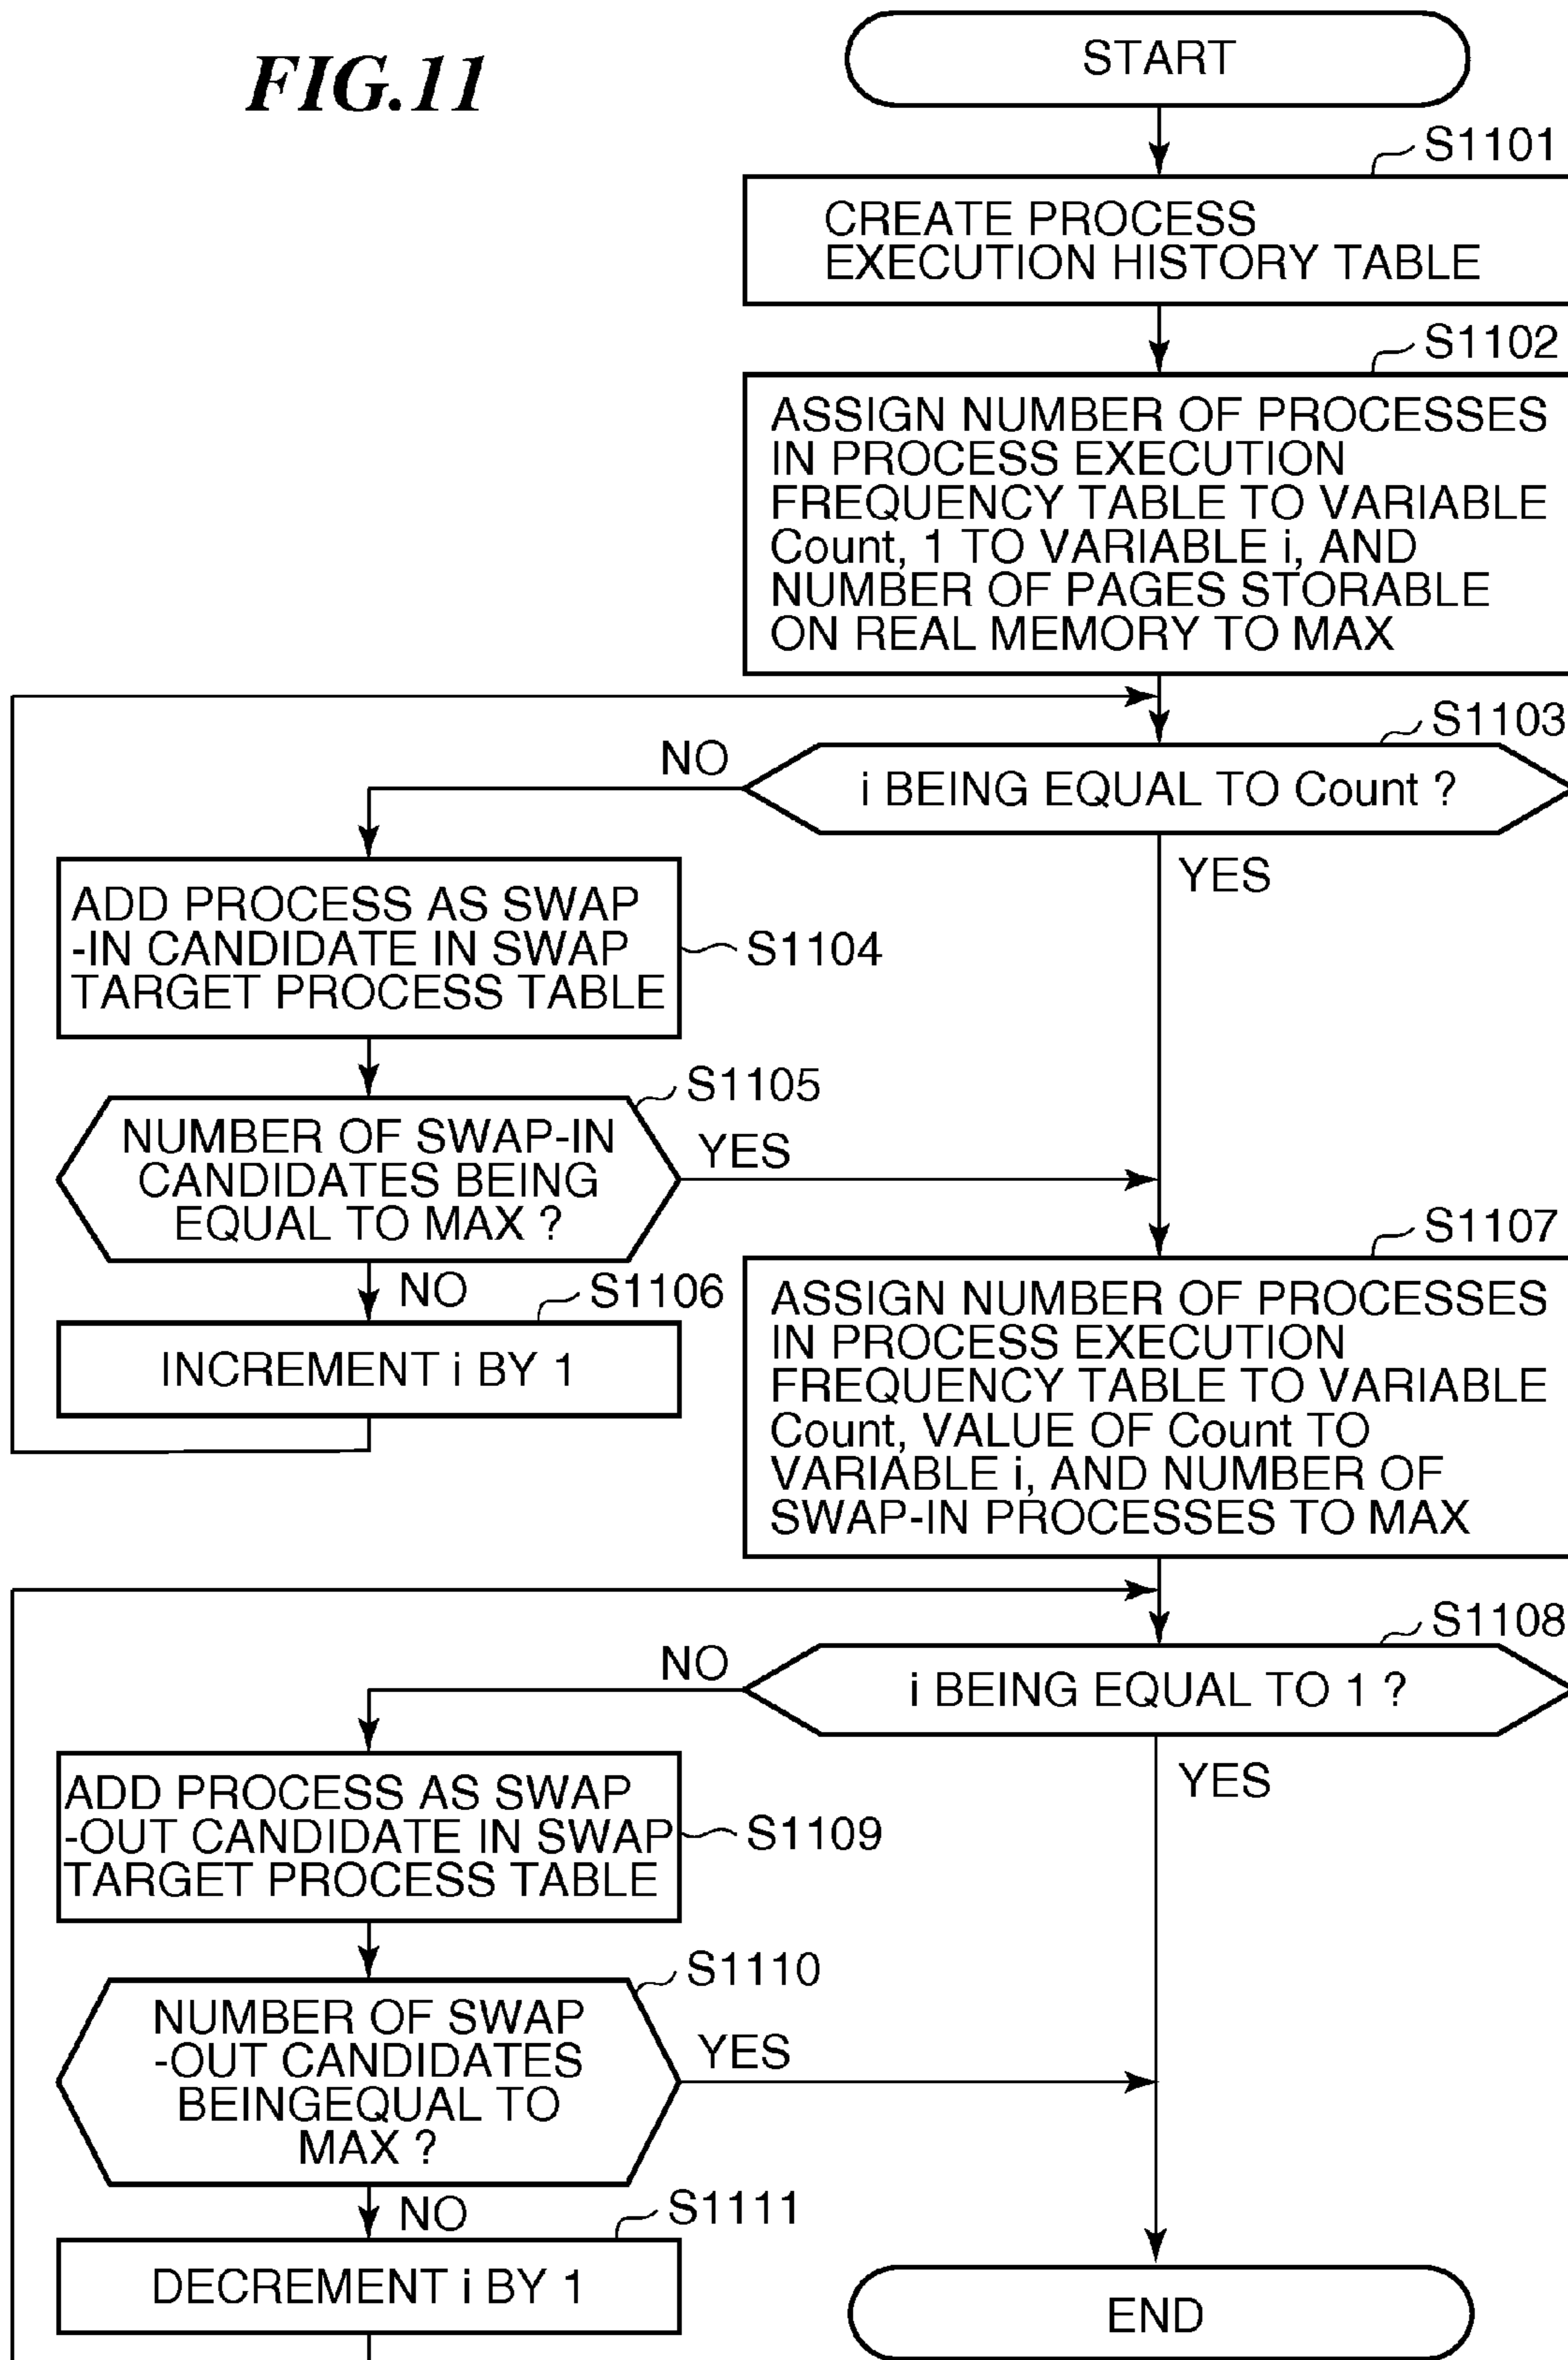 FIG.11
START
S1101
CREATE PROCESS
EXECUTION HISTORY TABLE
S1102
ASSIGN NUMBER OF PROCESSES
IN PROCESS EXECUTION
FREQUENCY TABLE TO VARIABLE
Count, 1 TO VARIABLE i, AND
NUMBER OF PAGES STORABLE
ON REAL MEMORY TO MAX
S1103
NO
i BEING EQUAL TO Count ?
YES
ADD PROCESS AS SWAP
-IN CANDIDATE IN SWAP
TARGET PROCESS TABLE
S1104
S1105
NUMBER OF SWAP-IN
CANDIDATES BEING
EQUAL TO MAX ?
YES
NO
S1106
INCREMENT i BY 1
S1107
ASSIGN NUMBER OF PROCESSES
IN PROCESS EXECUTION
FREQUENCY TABLE TO VARIABLE
Count, VALUE OF Count TO
VARIABLE i, AND NUMBER OF
SWAP-IN PROCESSES TO MAX
S1108
NO
i BEING EQUAL TO 1 ?
YES
ADD PROCESS AS SWAP
-OUT CANDIDATE IN SWAP
TARGET PROCESS TABLE
S1109
S1110
NUMBER OF SWAP
-OUT CANDIDATES
BEINGEQUAL TO
MAX ?
YES
NO
S1111
DECREMENT i BY 1
END